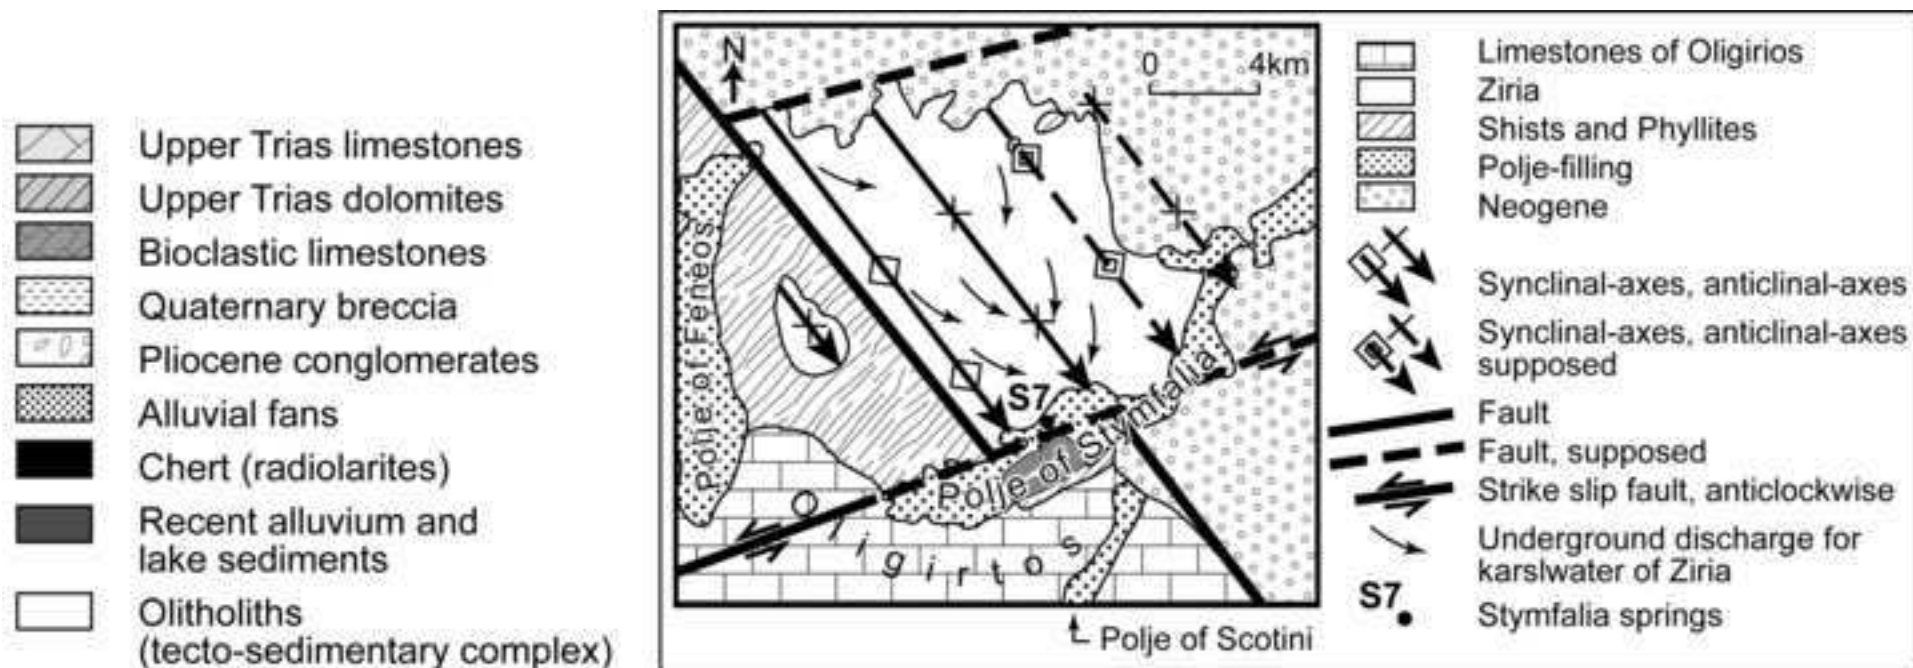 Upper Trias limestones
Upper Trias dolomites
Bioclastic limestones
Quaternary breccia
Pliocene conglomerates
Alluvial fans
Chert (radiolarites)
Recent alluvium and
lake sediments
Olitholiths
(tecto-sedimentary complex)
N
0 4km
Polje of Feneos
S7
Polje of Stymfalia
Oligirtos
Polje of Scotini
Limestones of Oligirios
Ziria
Shists and Phyllites
Polje-filling
Neogene
Synclinal-axes, anticlinal-axes
Synclinal-axes, anticlinal-axes
supposed
Fault
Fault, supposed
Strike slip fault, anticlockwise
Underground discharge for
karslwater of Ziria
S7
Stymfalia springs